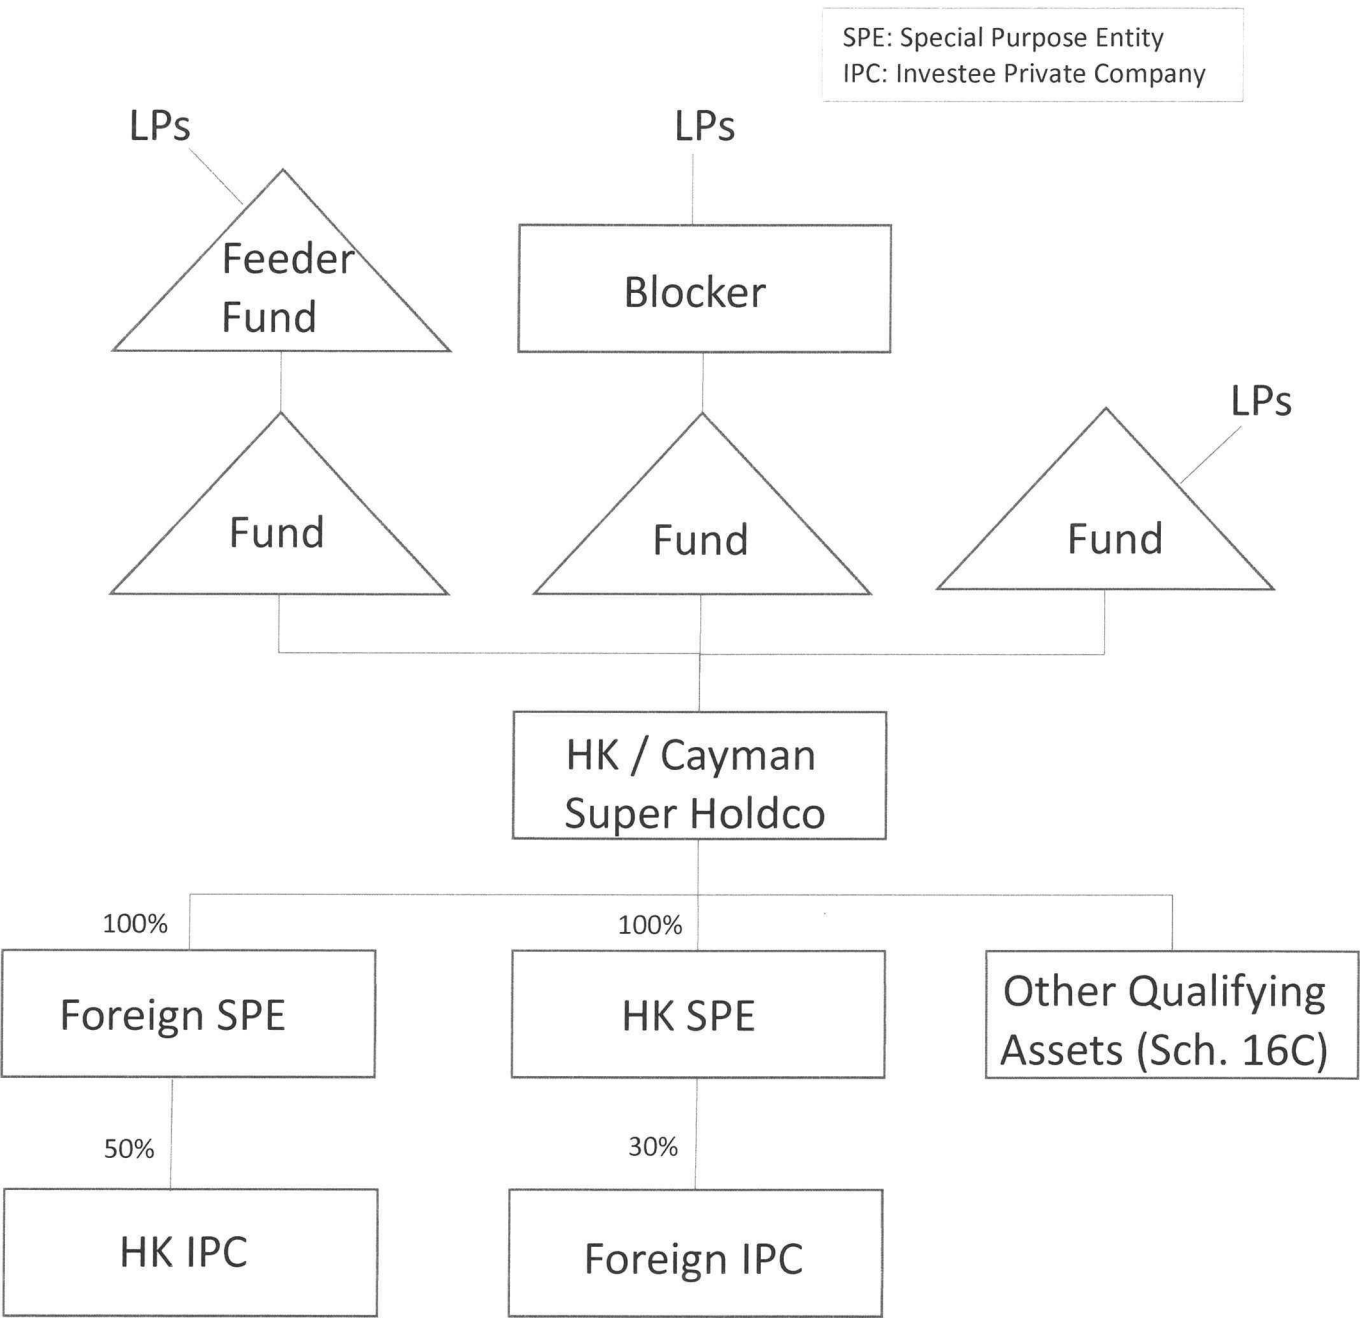 SPE: Special Purpose Entity
IPC: Investee Private Company
LPs
LPs
Feeder
Fund
Blocker
LPs
Fund
Fund
Fund
HK / Cayman
Super Holdco
100%
100%
Foreign SPE
HK SPE
Other Qualifying
Assets (Sch. 16C)
50%
30%
HK IPC
Foreign IPC